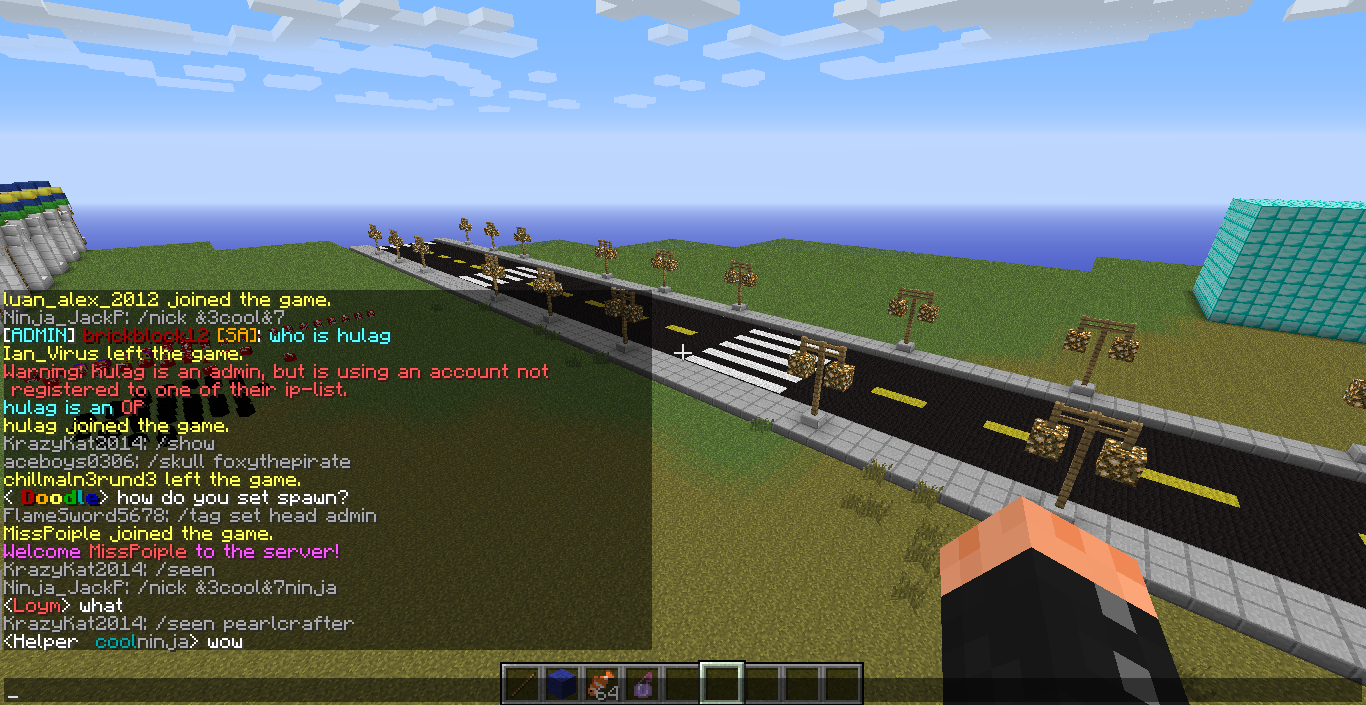 luan_alex_2012 joined the game.
Ninja_JackP: /nick &3cool&7
[ADMIN] brickblock12 [SA]: who is hulag
Ian_Virus left the game.
Warning: hulag is an admin, but is using an account not
registered to one of their ip-list.
hulag is an OP
hulag joined the game.
KrazyKat2014: /show
aceboys0306: /skull foxythepirate
chillmaln3rund3 left the game.
< Doodle> how do you set spawn?
FlameSword5678: /tag set head admin
MissPoiple joined the game.
Welcome MissPoiple to the server!
KrazyKat2014: /seen
Ninja_JackP: /nick &3cool&7ninja
<Loym> what
KrazyKat2014: /seen pearlcrafter
<Helper coolninja> wow
64
_